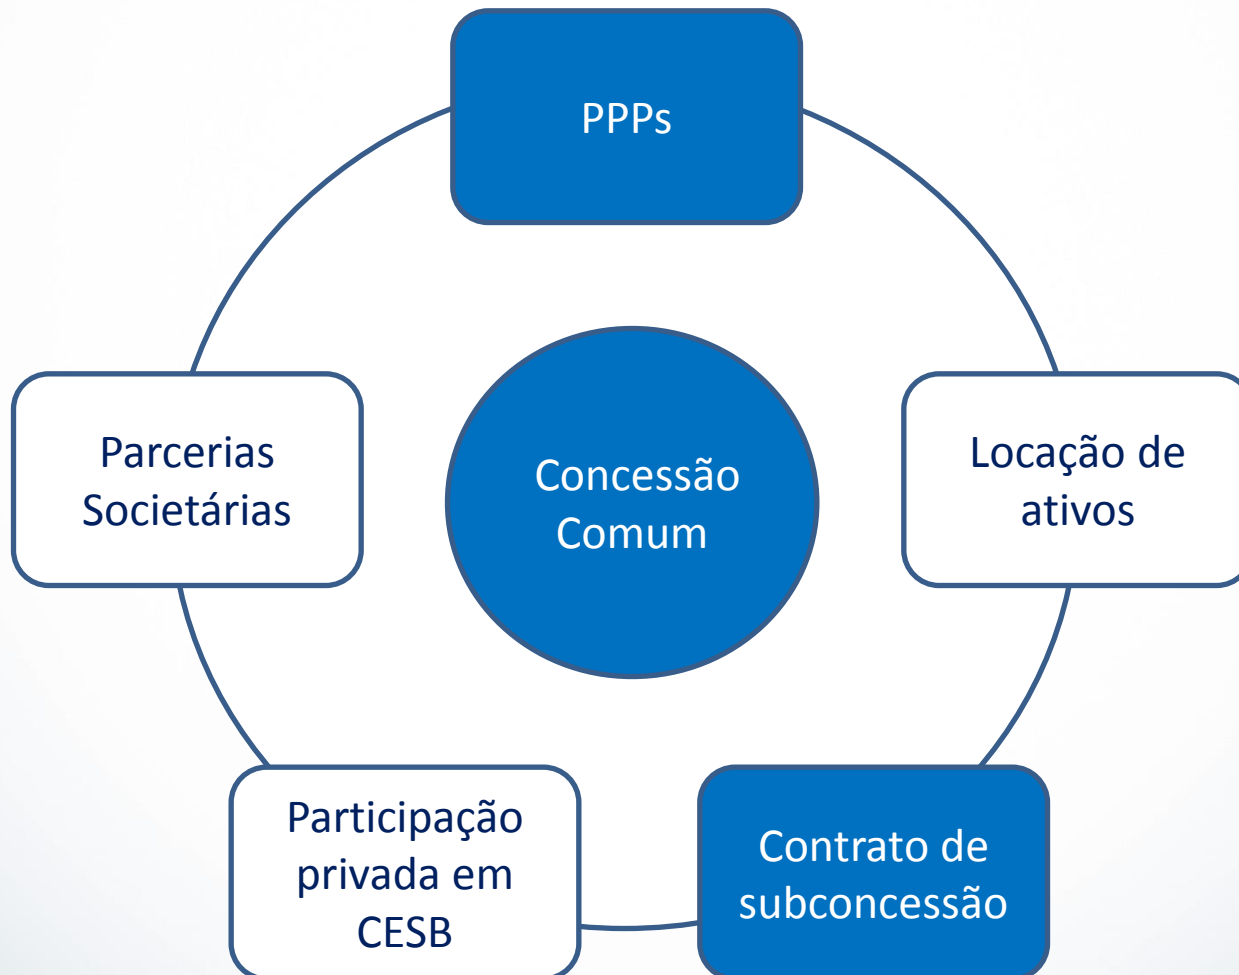 PPPs
Parcerias
Societárias
Concessão
Comum
Locação de
ativos
Participação
privada em
CESB
Contrato de
subconcessão